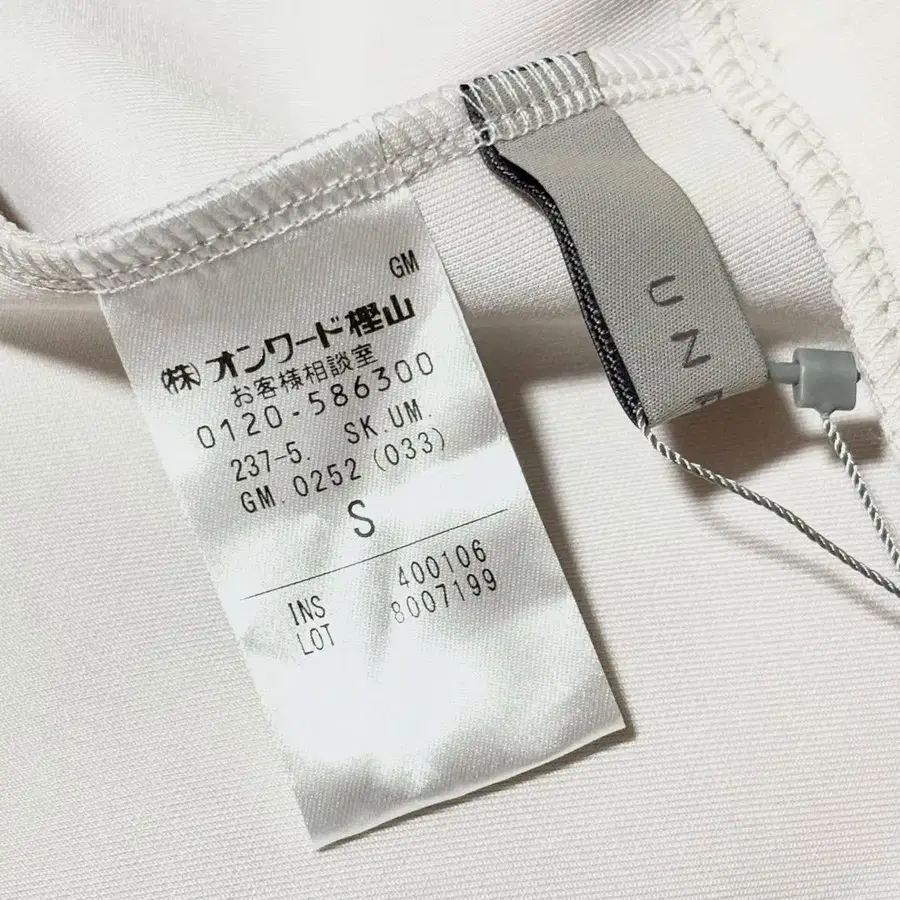 GM
(株)オンワード樫山
お客様相談室
0120-586300
237-5. SK.UM.
GM.0252(033)
S
INS 400106
LOT 8007199
UNR